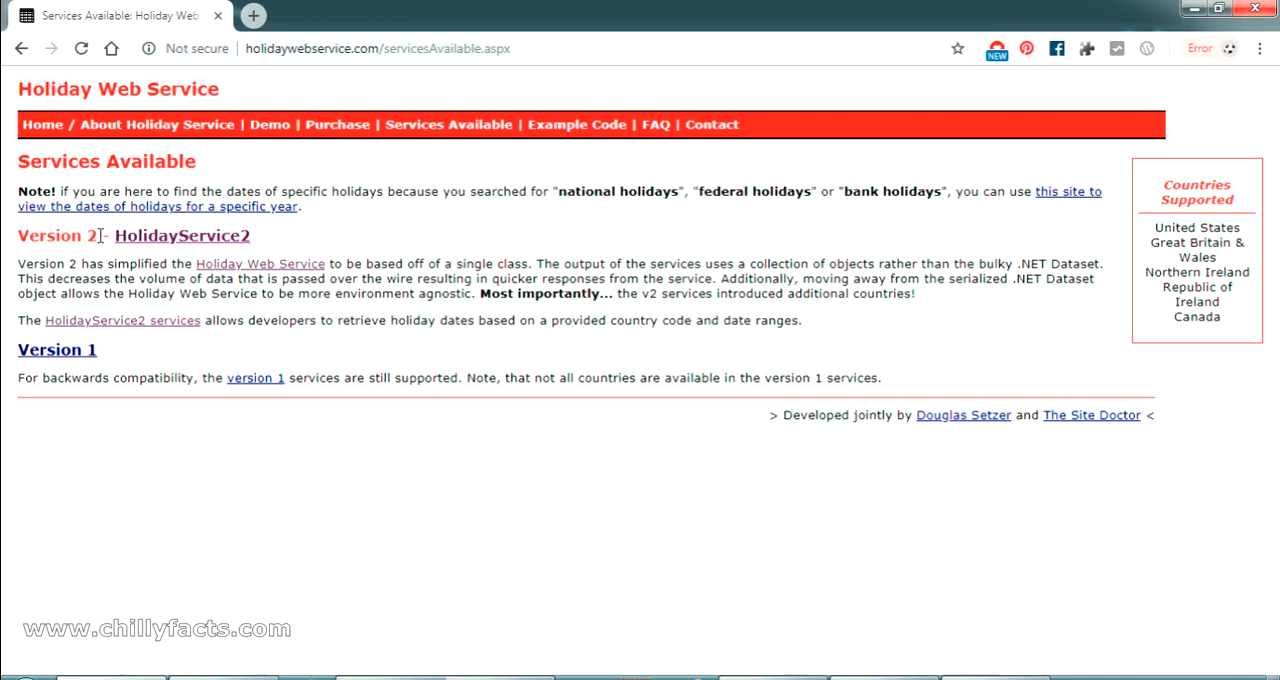 Services Available: Holiday Web
Not secure | holidaywebservice.com/servicesAvailable.aspx
NEW
Error
Holiday Web Service
Home / About Holiday Service | Demo | Purchase | Services Available | Example Code | FAQ | Contact
Services Available
Note! if you are here to find the dates of specific holidays because you searched for "national holidays", "federal holidays" or "bank holidays", you can use this site to
view the dates of holidays for a specific year.
Version 2 - HolidayService2
Version 2 has simplified the Holiday Web Service to be based off of a single class. The output of the services uses a collection of objects rather than the bulky .NET Dataset.
This decreases the volume of data that is passed over the wire resulting in quicker responses from the service. Additionally, moving away from the serialized .NET Dataset
object allows the Holiday Web Service to be more environment agnostic. Most importantly... the v2 services introduced additional countries!
The HolidayService2 services allows developers to retrieve holiday dates based on a provided country code and date ranges.
Version 1
For backwards compatibility, the version 1 services are still supported. Note, that not all countries are available in the version 1 services.
> Developed jointly by Douglas Setzer and The Site Doctor <
Countries
Supported
United States
Great Britain &
Wales
Northern Ireland
Republic of
Ireland
Canada
www.chillyfacts.com